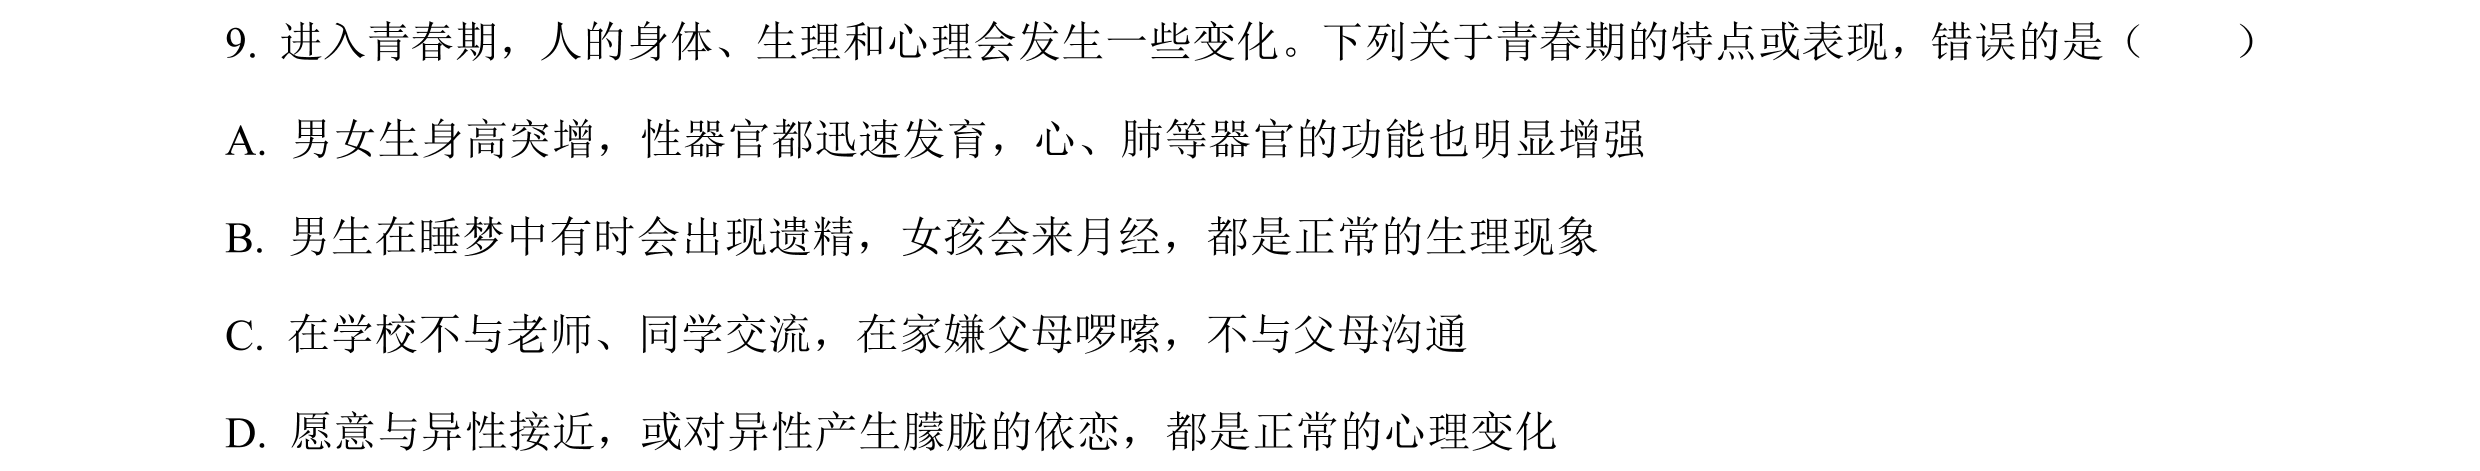 9. 进入青春期，人的身体、生理和心理会发生一些变化。下列关于青春期的特点或表现，错误的是（　　）
A. 男女生身高突增，性器官都迅速发育，心、肺等器官的功能也明显增强
B. 男生在睡梦中有时会出现遗精，女孩会来月经，都是正常的生理现象
C. 在学校不与老师、同学交流，在家嫌父母啰嗦，不与父母沟通
D. 愿意与异性接近，或对异性产生朦胧的依恋，都是正常的心理变化